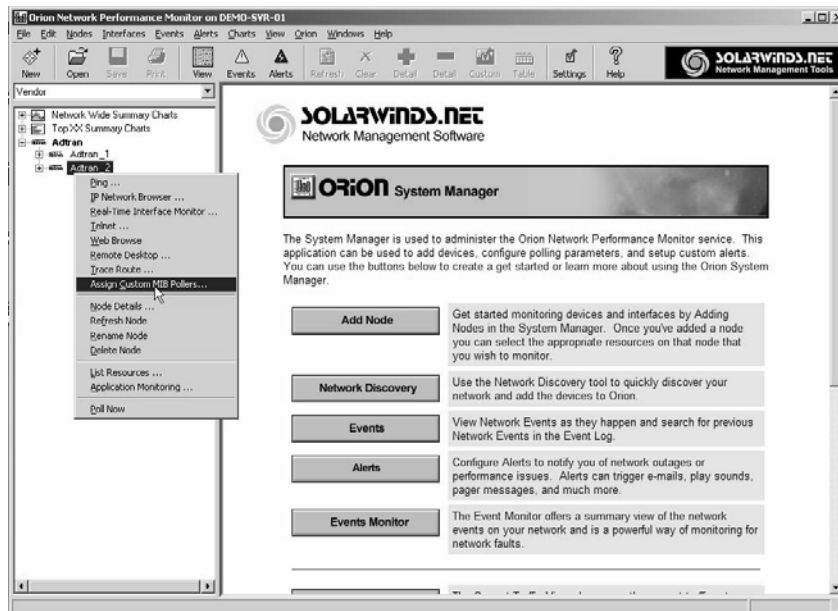 Orion Network Performance Monitor on DEMO-SVR-01
File Edit Nodes Interfaces Events Alerts Charts View Orion Windows Help
New Open Save Print View Events Alerts Refresh Clear Detail Detail Custom Table Settings Help
SOLARWINDS.NET
Network Management Tools
Vendor
Network Wide Summary Charts
Top XX Summary Charts
Adtran
Adtran_1
Adtran_2
Ping ...
IP Network Browser ...
Real-Time Interface Monitor ...
Telnet ...
Web Browse
Remote Desktop ...
Trace Route ...
Assign Custom MIB Pollers...
Node Details ...
Refresh Node
Rename Node
Delete Node
List Resources ...
Application Monitoring ...
Poll Now
SOLARWINDS.NET
Network Management Software
ORION System Manager
The System Manager is used to administer the Orion Network Performance Monitor service. This
application can be used to add devices, configure polling parameters, and setup custom alerts.
You can use the buttons below to create a get started or learn more about using the Orion System
Manager.
Add Node
Get started monitoring devices and interfaces by Adding
Nodes in the System Manager. Once you've added a node
you can select the appropriate resources on that node that
you wish to monitor.
Network Discovery
Use the Network Discovery tool to quickly discover your
network and add the devices to Orion.
Events
View Network Events as they happen and search for previous
Network Events in the Event Log.
Alerts
Configure Alerts to notify you of network outages or
performance issues. Alerts can trigger e-mails, play sounds,
pager messages, and much more.
Events Monitor
The Event Monitor offers a summary view of the network
events on your network and is a powerful way of monitoring for
network faults.